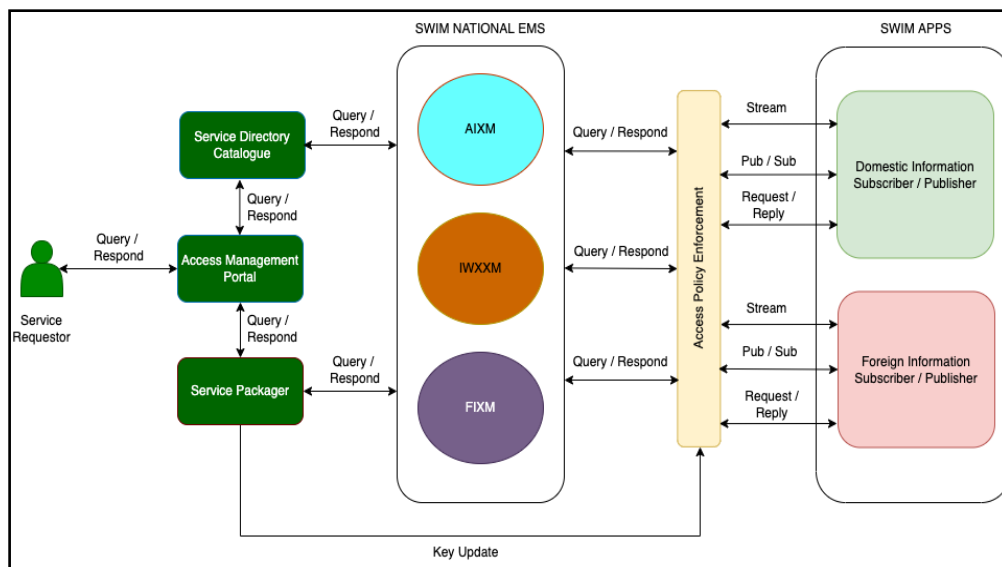 SWIM NATIONAL EMS
SWIM APPS
Service Directory
Catalogue
Query /
Respond
AIXM
Query / Respond
Stream
Pub / Sub
Request /
Reply
Domestic Information
Subscriber / Publisher
Query /
Respond
Service
Requestor
Query /
Respond
Access Management
Portal
IWXXM
Query / Respond
Access Policy Enforcement
Query /
Respond
Service Packager
Query /
Respond
FIXM
Query / Respond
Stream
Pub / Sub
Request /
Reply
Foreign Information
Subscriber / Publisher
Key Update